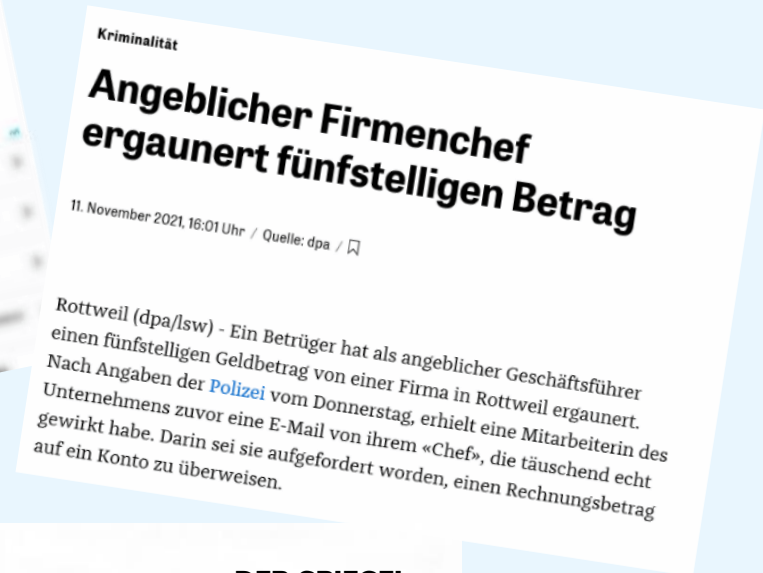 Kriminalität
Angeblicher Firmenchef
ergaunert fünfstelligen Betrag
11. November 2021, 16:01 Uhr / Quelle: dpa /
Rottweil (dpa/lsw) - Ein Betrüger hat als angeblicher Geschäftsführer
einen fünfstelligen Geldbetrag von einer Firma in Rottweil ergaunert.
Nach Angaben der Polizei vom Donnerstag, erhielt eine Mitarbeiterin des
Unternehmens zuvor eine E-Mail von ihrem «Chef», die täuschend echt
gewirkt habe. Darin sei sie aufgefordert worden, einen Rechnungsbetrag
auf ein Konto zu überweisen.
DER SPIEGEL